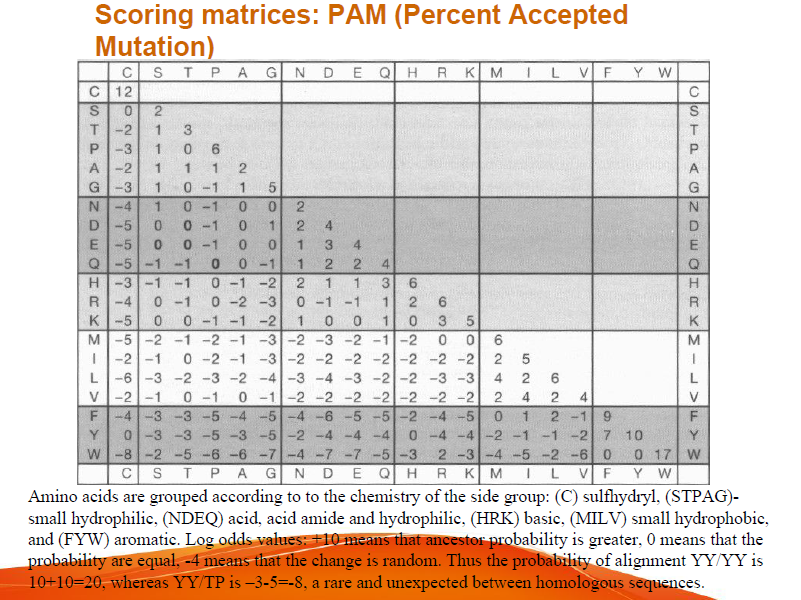 Scoring matrices: PAM (Percent Accepted
Mutation)
C S T P A G N D E Q H R K M I L V F Y W
C 12 C
S 0 2 S
T -2 1 3 T
P -3 1 0 6 P
A -2 1 1 1 2 A
G -3 1 0 -1 1 5 G
N -4 1 0 -1 0 0 2 N
D -5 0 0 -1 0 1 2 4 D
E -5 0 0 -1 0 0 1 3 4 E
Q -5 -1 -1 0 0 -1 1 2 2 4 Q
H -3 -1 -1 0 -1 -2 2 1 1 3 6 H
R -4 0 -1 0 -2 -3 0 -1 -1 1 2 6 R
K -5 0 0 -1 -1 -2 1 0 0 1 0 3 5 K
M -5 -2 -1 -2 -1 -3 -2 -3 -2 -1 -2 0 0 6 M
I -2 -1 0 -2 -1 -3 -2 -2 -2 -2 -2 -2 -2 2 5 I
L -6 -3 -2 -3 -2 -4 -3 -4 -3 -2 -2 -3 -3 4 2 6 L
V -2 -1 0 -1 0 -1 -2 -2 -2 -2 -2 -2 -2 2 4 2 4 V
F -4 -3 -3 -5 -4 -5 -4 -6 -5 -5 -2 -4 -5 0 1 2 -1 9 F
Y 0 -3 -3 -5 -3 -5 -2 -4 -4 -4 0 -4 -4 -2 -1 -1 -2 7 10 Y
W -8 -2 -5 -6 -6 -7 -4 -7 -7 -5 -3 2 -3 -4 -5 -2 -6 0 0 17 W
C S T P A G N D E Q H R K M I L V F Y W
Amino acids are grouped according to to the chemistry of the side group: (C) sulfhydryl, (STPAG)-
small hydrophilic, (NDEQ) acid, acid amide and hydrophilic, (HRK) basic, (MILV) small hydrophobic,
and (FYW) aromatic. Log odds values: +10 means that ancestor probability is greater, 0 means that the
probability are equal, -4 means that the change is random. Thus the probability of alignment YY/YY is
10+10=20, whereas YY/TP is –3-5=-8, a rare and unexpected between homologous sequences.